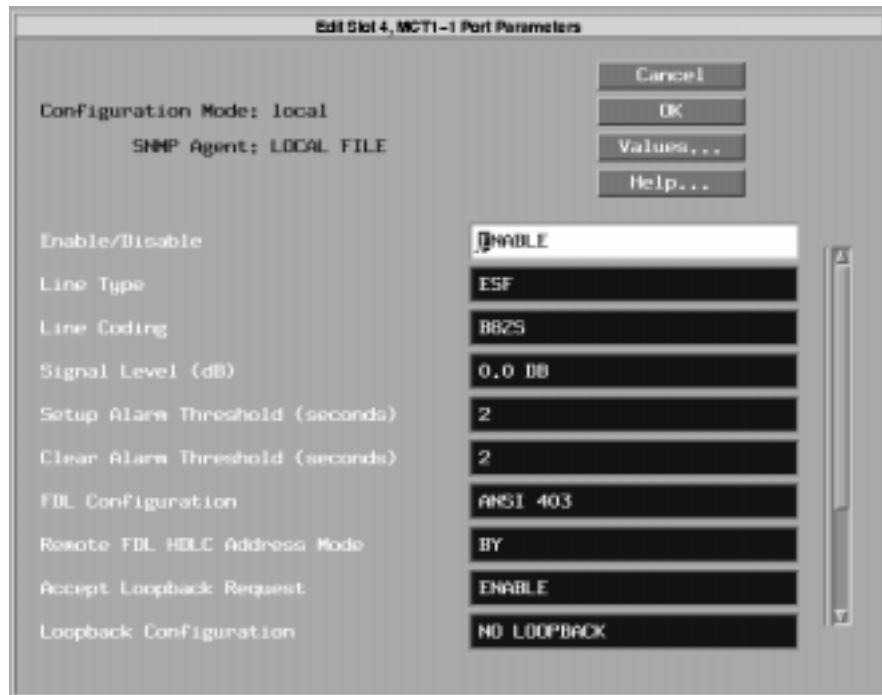 Edit Slot 4, MCT1-1 Port Parameters
Cancel
Configuration Mode: local
OK
SNMP Agent: LOCAL FILE
Values...
Help...
Enable/Disable ENABLE
Line Type ESF
Line Coding B8ZS
Signal Level (dB) 0.0 DB
Setup Alarm Threshold (seconds) 2
Clear Alarm Threshold (seconds) 2
FDL Configuration ANSI 403
Remote FDL HDLC Address Mode BY
Accept Loopback Request ENABLE
Loopback Configuration NO LOOPBACK